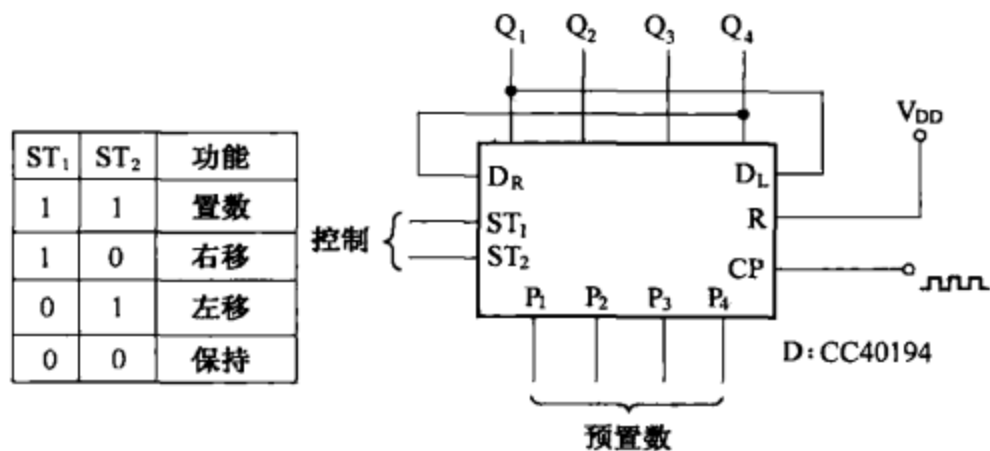 Q₁ Q₂ Q₃ Q₄
V_DD
ST₁ ST₂ 功能
1 1 置数
1 0 右移
0 1 左移
0 0 保持
控制
D_R
D_L
ST₁
R
ST₂
CP
P₁ P₂ P₃ P₄
D:CC40194
预置数